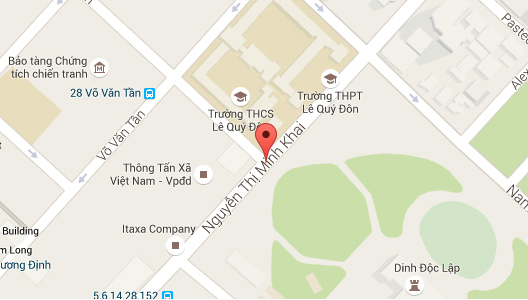 Pasteu
Bảo tàng Chứng
tích chiến tranh
Alex
28 Võ Văn Tần
Trường THPT
Lê Quý Đôn
Trường THCS
Lê Quý Đôn
Võ Văn Tần
Nguyễn Thị Minh Khai
Thông Tấn Xã
Việt Nam - Vpđd
Nam
Itaxa Company
Building
m Long
ương Định
Dinh Độc Lập
5,6,14,28,152